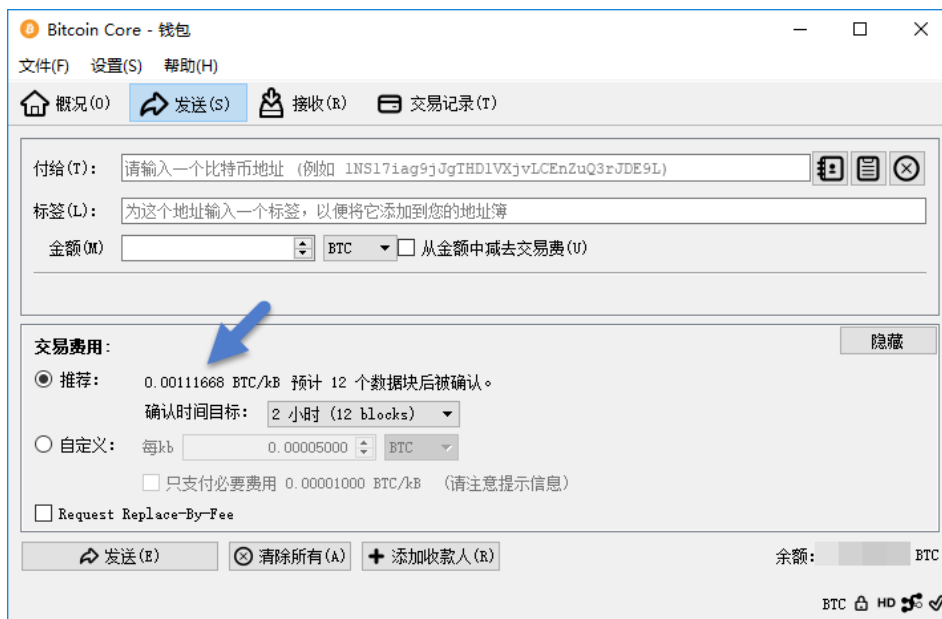 Bitcoin Core - 钱包
文件(F) 设置(S) 帮助(H)
概况(O) 发送(S) 接收(R) 交易记录(T)
付给(T): 请输入一个比特币地址 (例如 1NS17iag9jJgTHD1VXjvLCEnZuQ3rJDE9L)
标签(L): 为这个地址输入一个标签，以便将它添加到您的地址簿
金额(M) BTC 从金额中减去交易费(U)
交易费用: 隐藏
推荐: 0.00111668 BTC/kB 预计 12 个数据块后被确认。
确认时间目标: 2 小时 (12 blocks)
自定义: 每kb 0.00005000 BTC
只支付必要费用 0.00001000 BTC/kB (请注意提示信息)
Request Replace-By-Fee
发送(E) 清除所有(A) 添加收款人(R) 余额: BTC
BTC HD